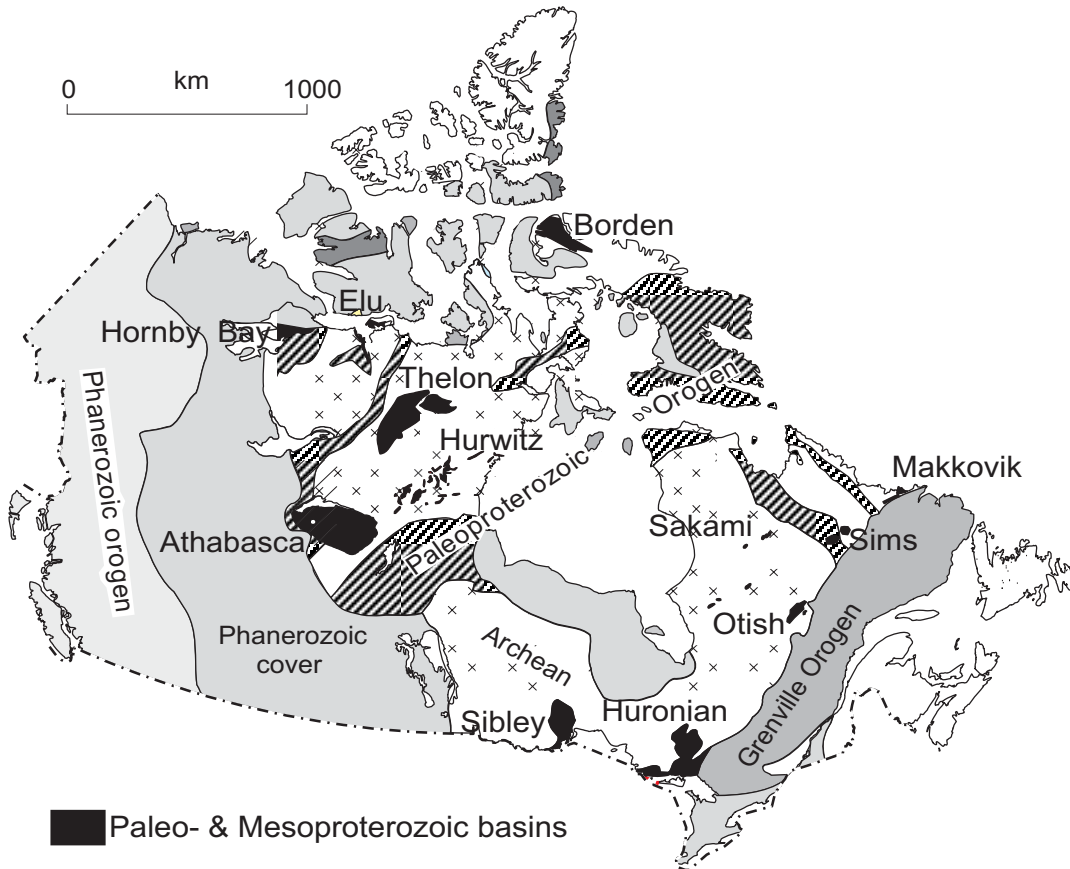 km
0 1000
Borden
Elu
Hornby Bay
Thelon
Orogen
Phanerozoic orogen
Hurwitz
Paleoproterozoic
Makkovik
Athabasca
Sakami
Sims
Otish
Phanerozoic
cover
Archean
Grenville Orogen
Sibley
Huronian
Paleo- & Mesoproterozoic basins